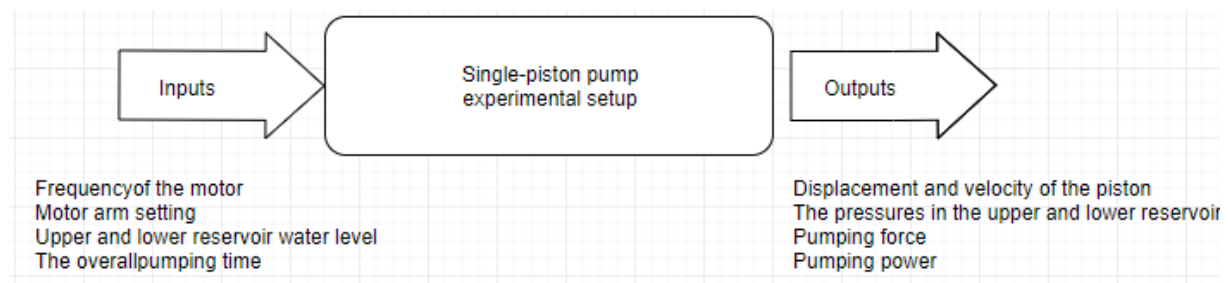 Inputs
Single-piston pump
experimental setup
Outputs
Frequencyof the motor
Motor arm setting
Upper and lower reservoir water level
The overallpumping time
Displacement and velocity of the piston
The pressures in the upper and lower reservoir
Pumping force
Pumping power